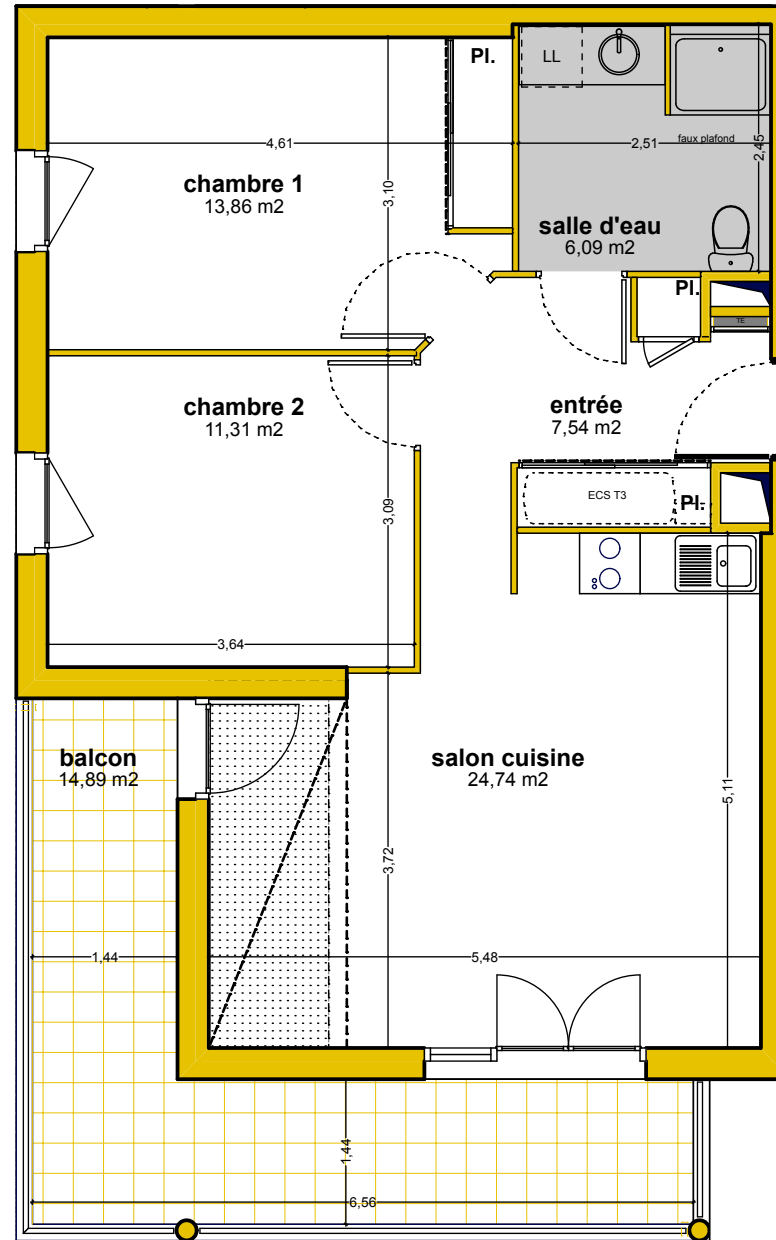 Pl.
LL
faux plafond
4,61
2,51
2,45
3,10
chambre 1
13,86 m2
salle d'eau
6,09 m2
Pl.
TE
chambre 2
11,31 m2
entrée
7,54 m2
ECS T3
Pl.
3,09
3,64
balcon
14,89 m2
salon cuisine
24,74 m2
5,11
3,72
1,44
5,48
1,44
6,56